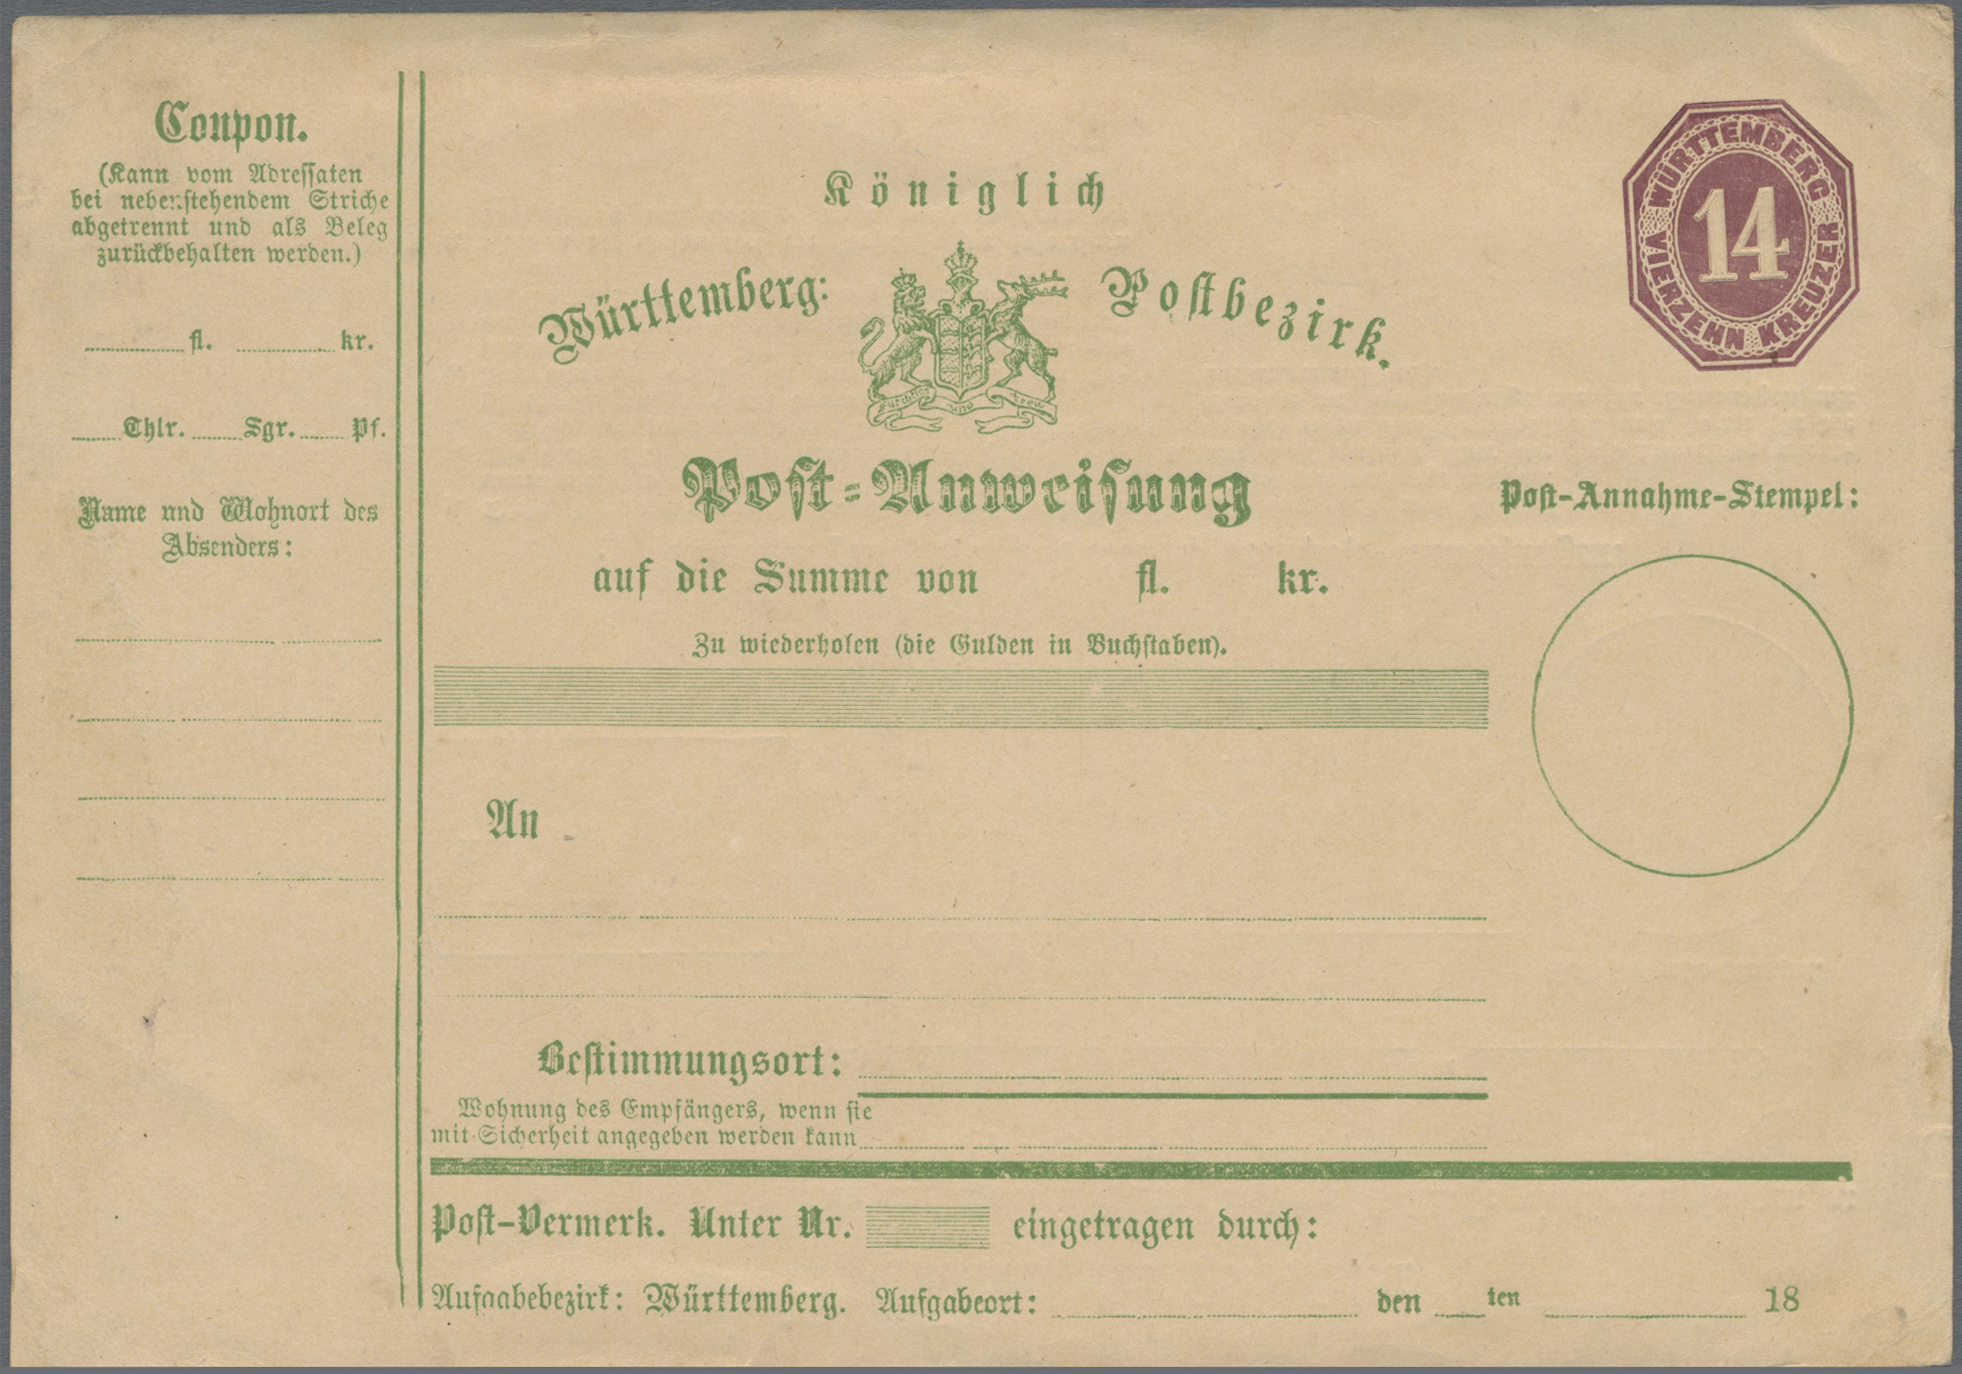 Coupon.
(Kann vom Adressaten
bei nebenstehendem Striche
abgetrennt und als Beleg
zurückbehalten werden.)
fl. kr.
Thlr. Sgr. Pf.
Name und Wohnort des
Absenders:
Königlich
Württemberg: Postbezirk.
Furchtlos und trew
WÜRTTEMBERG
14
VIERZEHN KREUZER
Post-Anweisung
auf die Summe von fl. kr.
Zu wiederholen (die Gulden in Buchstaben).
Post-Annahme-Stempel:
An
Bestimmungsort:
Wohnung des Empfängers, wenn sie
mit Sicherheit angegeben werden kann
Post-Vermerk. Unter Nr. eingetragen durch:
Aufgabebezirk: Württemberg. Aufgabeort: den ten 18